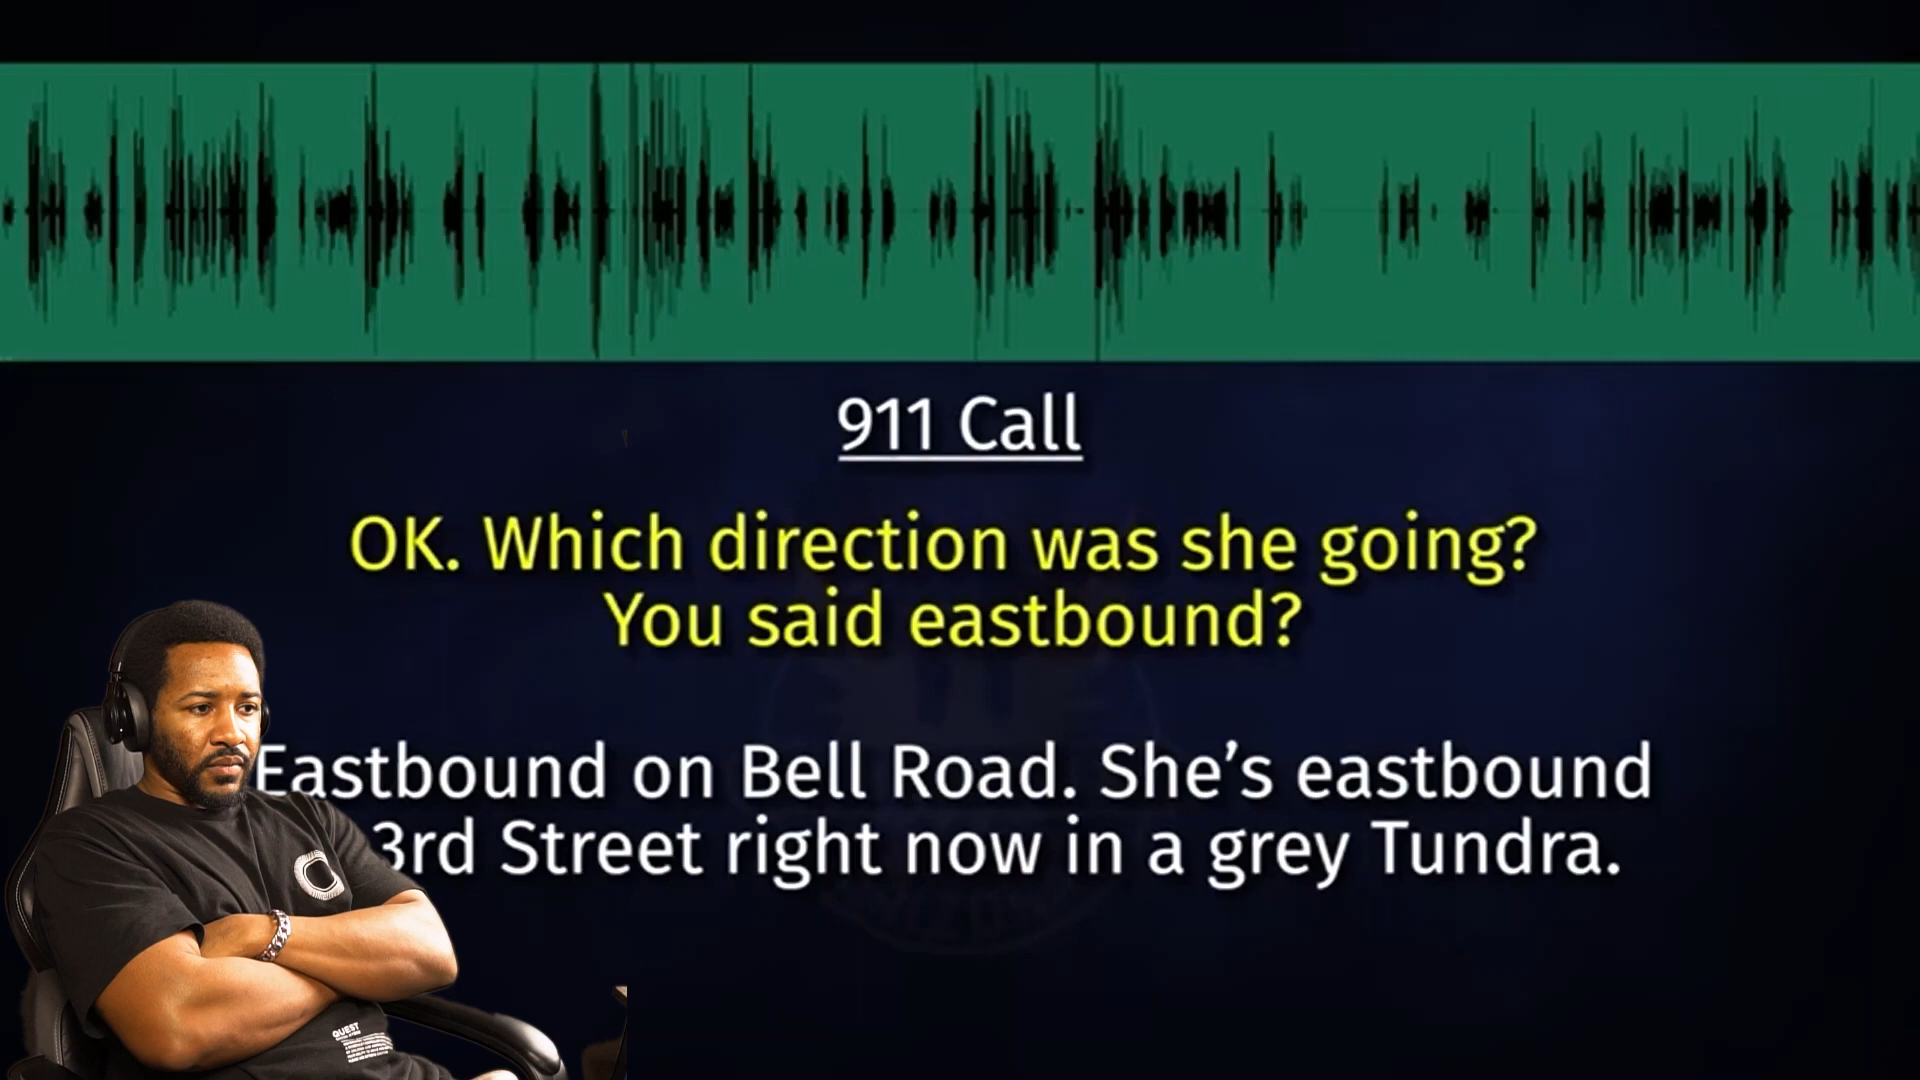 911 Call
OK. Which direction was she going?
You said eastbound?
Eastbound on Bell Road. She’s eastbound
3rd Street right now in a grey Tundra.
QUEST